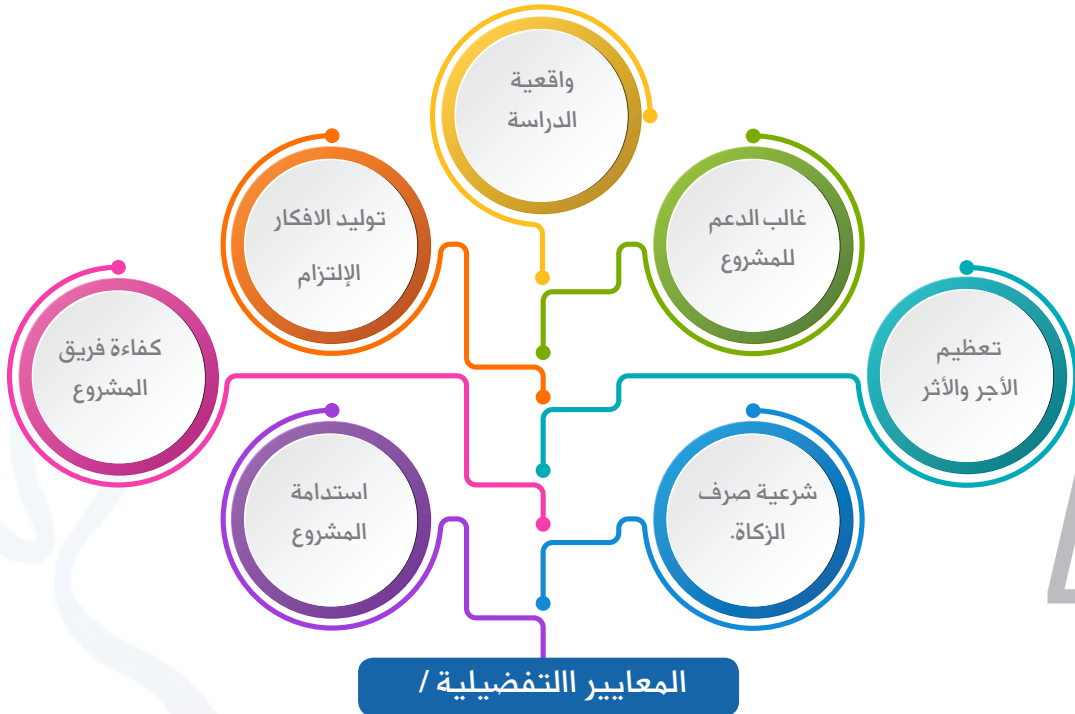 واقعية
الدراسة
غالب الدعم
للمشروع
توليد الافكار
الإلتزام
تعظيم
الأجر والأثر
كفاءة فريق
المشروع
شرعية صرف
الزكاة.
استدامة
المشروع
المعايير االتفضيلية /